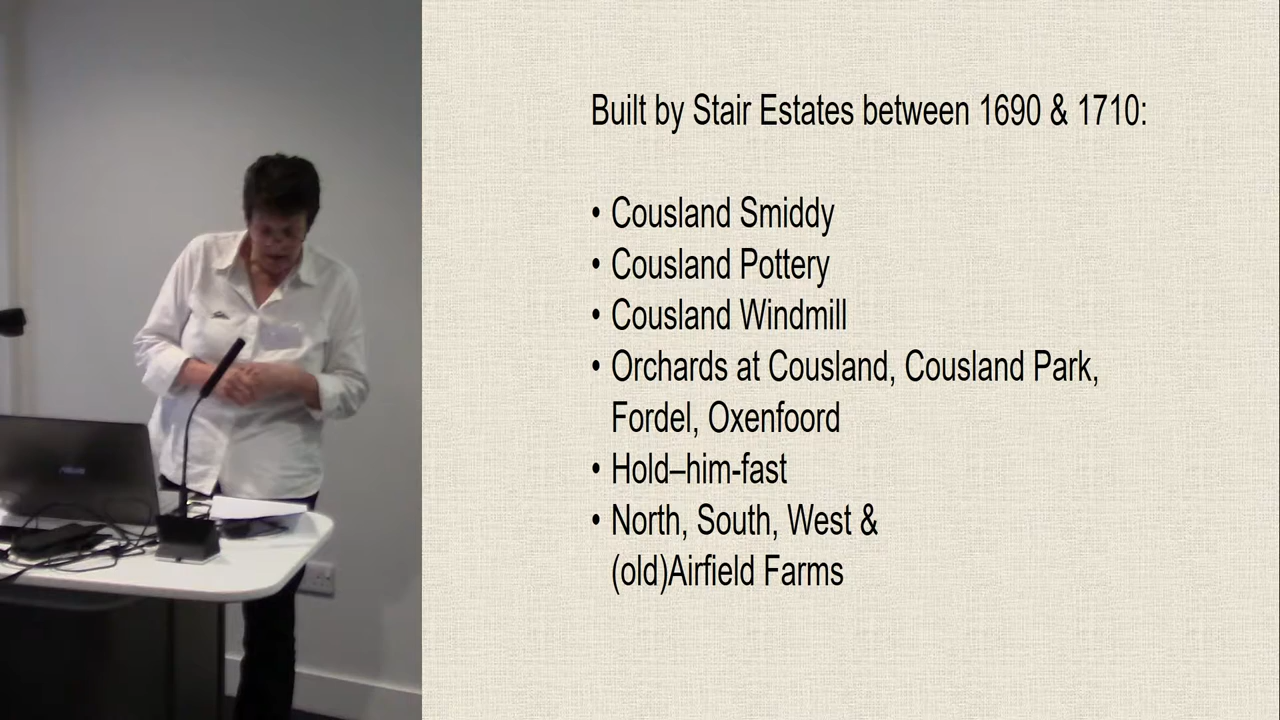 Built by Stair Estates between 1690 & 1710:
• Cousland Smiddy
• Cousland Pottery
• Cousland Windmill
• Orchards at Cousland, Cousland Park,
Fordel, Oxenfoord
• Hold–him-fast
• North, South, West &
(old)Airfield Farms